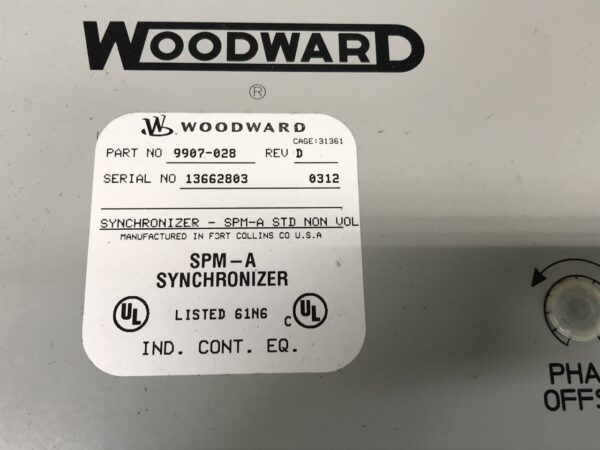 WOODWARD
®
WOODWARD
CAGE:31361
PART NO 9907-028 REV D
SERIAL NO 13662803 0312
SYNCHRONIZER - SPM-A STD NON VOL
MANUFACTURED IN FORT COLLINS CO U.S.A
SPM-A
SYNCHRONIZER
UL LISTED 61N6 C UL
IND. CONT. EQ.
PHA
OFFS